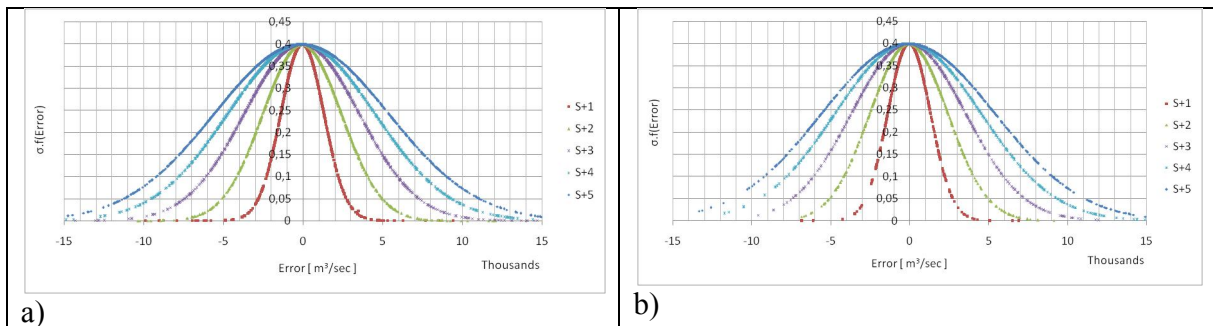 0,45
0,4
0,35
0,3
0,25
0,2
0,15
0,1
0,05
0
σ.f(Error)
-15 -10 -5 0 5 10 15
Error [ m³/sec ] Thousands
S+1
S+2
S+3
S+4
S+5
a)
0,45
0,4
0,35
0,3
0,25
0,2
0,15
0,1
0,05
0
σ.f(Error)
-15 -10 -5 0 5 10 15
Error [ m³/sec ] Thousands
S+1
S+2
S+3
S+4
S+5
b)